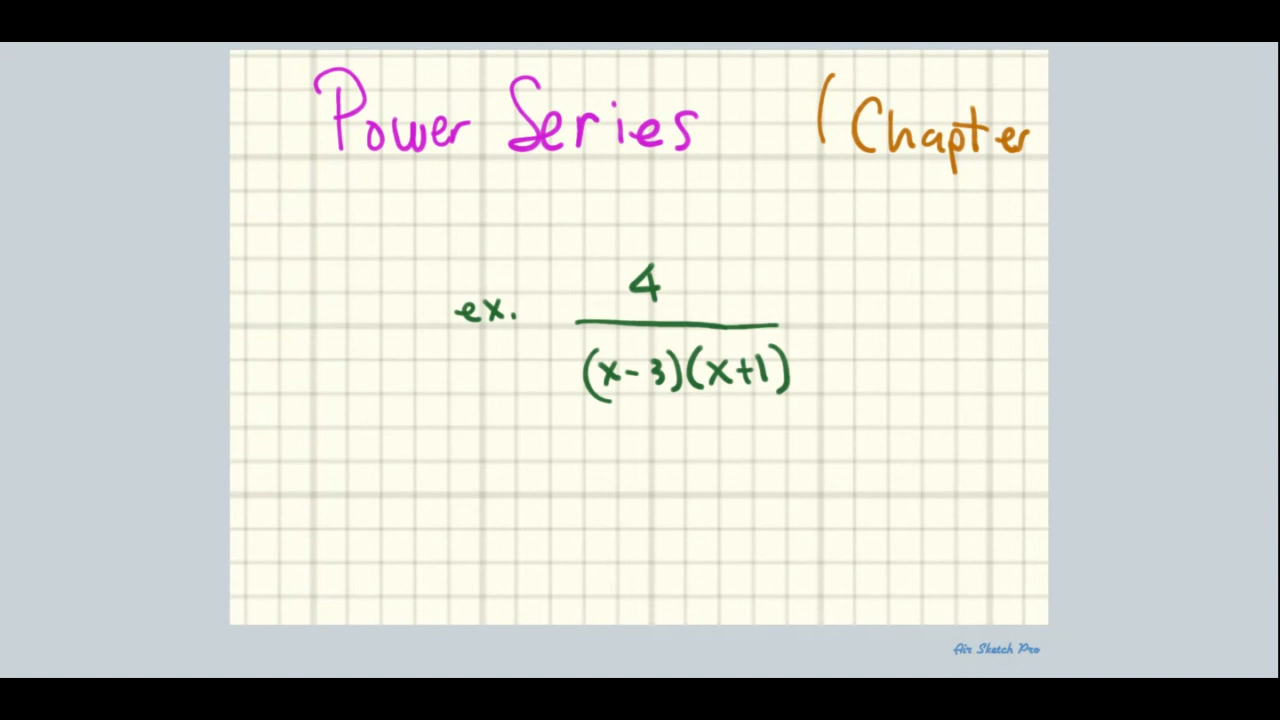 Power Series (Chapter
ex. 4
(x-3)(x+1)
Air Sketch Pro